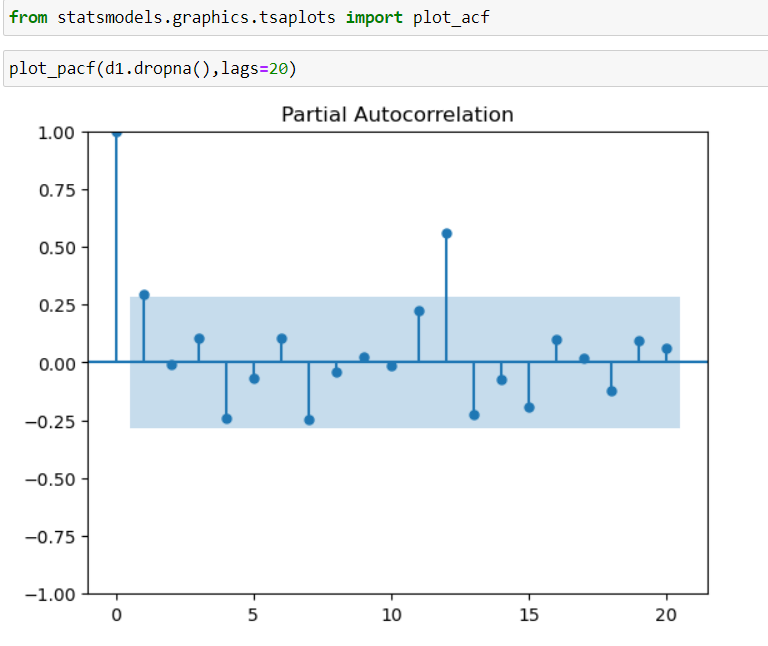 from statsmodels.graphics.tsaplots import plot_acf
plot_pacf(d1.dropna(),lags=20)
Partial Autocorrelation
1.00
0.75
0.50
0.25
0.00
−0.25
−0.50
−0.75
−1.00
0 5 10 15 20